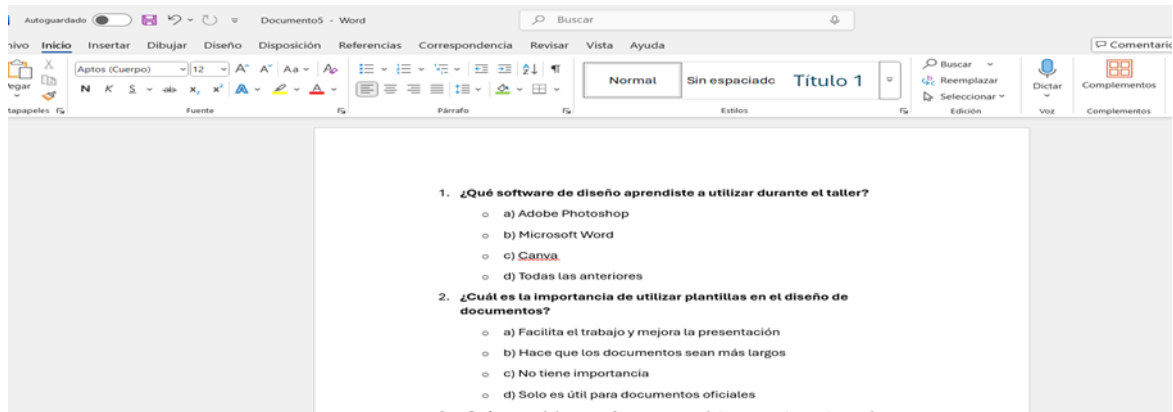 Autoguardado
Documento5 - Word
Buscar
Inicio Insertar Dibujar Diseño Disposición Referencias Correspondencia Revisar Vista Ayuda
Aptos (Cuerpo) 12 Aa
N K S ab x, x² A A
Fuente
Párrafo
Normal Sin espaciado Título 1
Estilos
Buscar
Reemplazar
Seleccionar
Edición
Dictar
Voz
Complementos
Complementos
1. ¿Qué software de diseño aprendiste a utilizar durante el taller?
a) Adobe Photoshop
b) Microsoft Word
c) Canva
d) Todas las anteriores
2. ¿Cuál es la importancia de utilizar plantillas en el diseño de
documentos?
a) Facilita el trabajo y mejora la presentación
b) Hace que los documentos sean más largos
c) No tiene importancia
d) Solo es útil para documentos oficiales